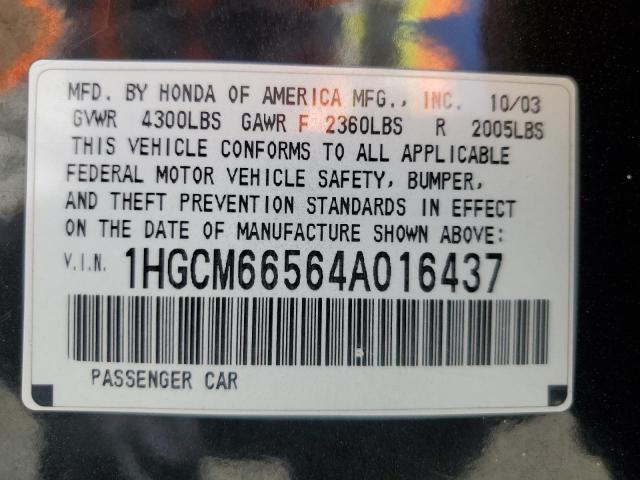 MFD. BY HONDA OF AMERICA MFG., INC. 10/03
GVWR 4300LBS GAWR F 2360LBS R 2005LBS
THIS VEHICLE CONFORMS TO ALL APPLICABLE
FEDERAL MOTOR VEHICLE SAFETY, BUMPER,
AND THEFT PREVENTION STANDARDS IN EFFECT
ON THE DATE OF MANUFACTURE SHOWN ABOVE:
V.I.N. 1HGCM66564A016437
PASSENGER CAR